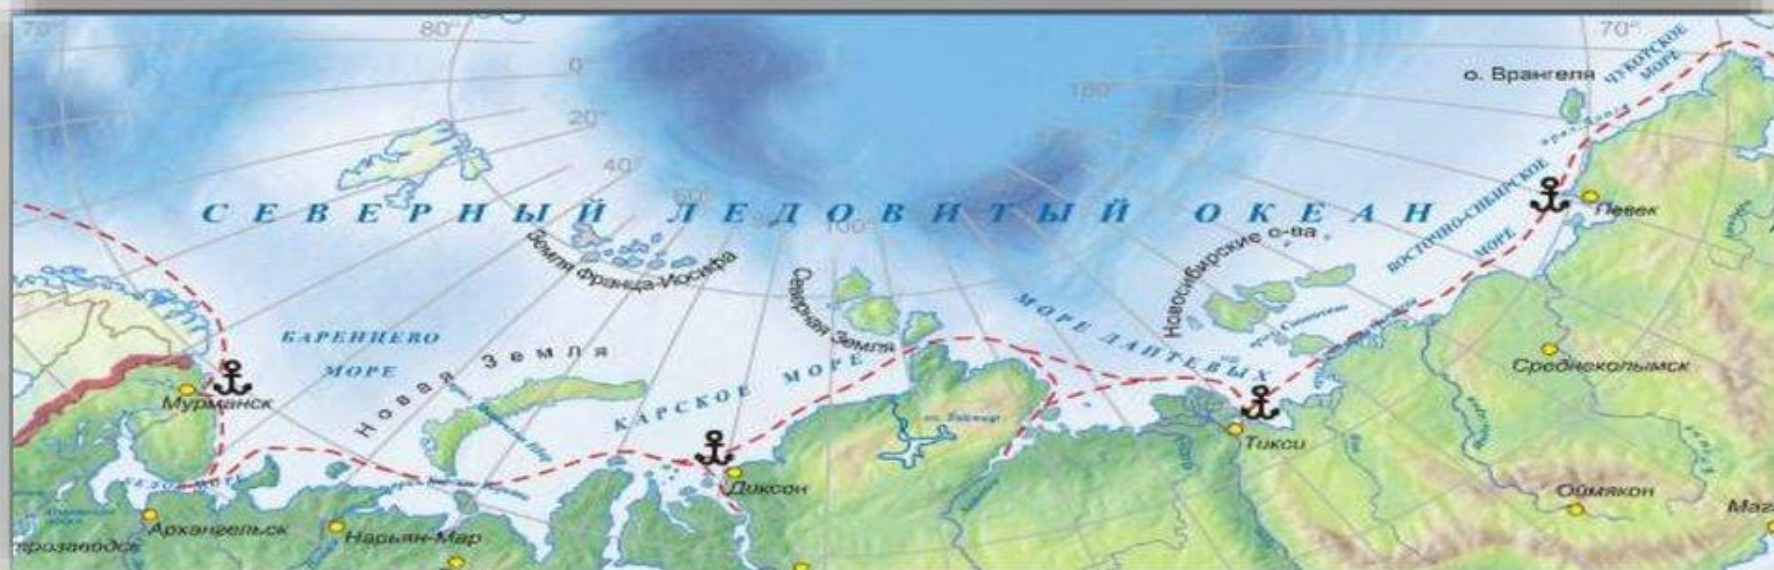 70°
80°
70°
ЧУКОТСКОЕ
МОРЕ
о. Врангеля
0
20°
180°
40°
СЕВЕРНЫЙ ЛЕДОВИТЫЙ ОКЕАН
100°
Певек
ВОСТОЧНО-СИБИРСКОЕ
МОРЕ
Земля Франца-Иосифа
Северная Земля
Новосибирские о-ва
МОРЕ ЛАПТЕВЫХ
БАРЕНЦЕВО
МОРЕ
Новая Земля
КАРСКОЕ МОРЕ
Среднеколымск
Мурманск
Тикси
Диксон
Оймякон
Архангельск
Нарьян-Мар
трозаводск
Маг